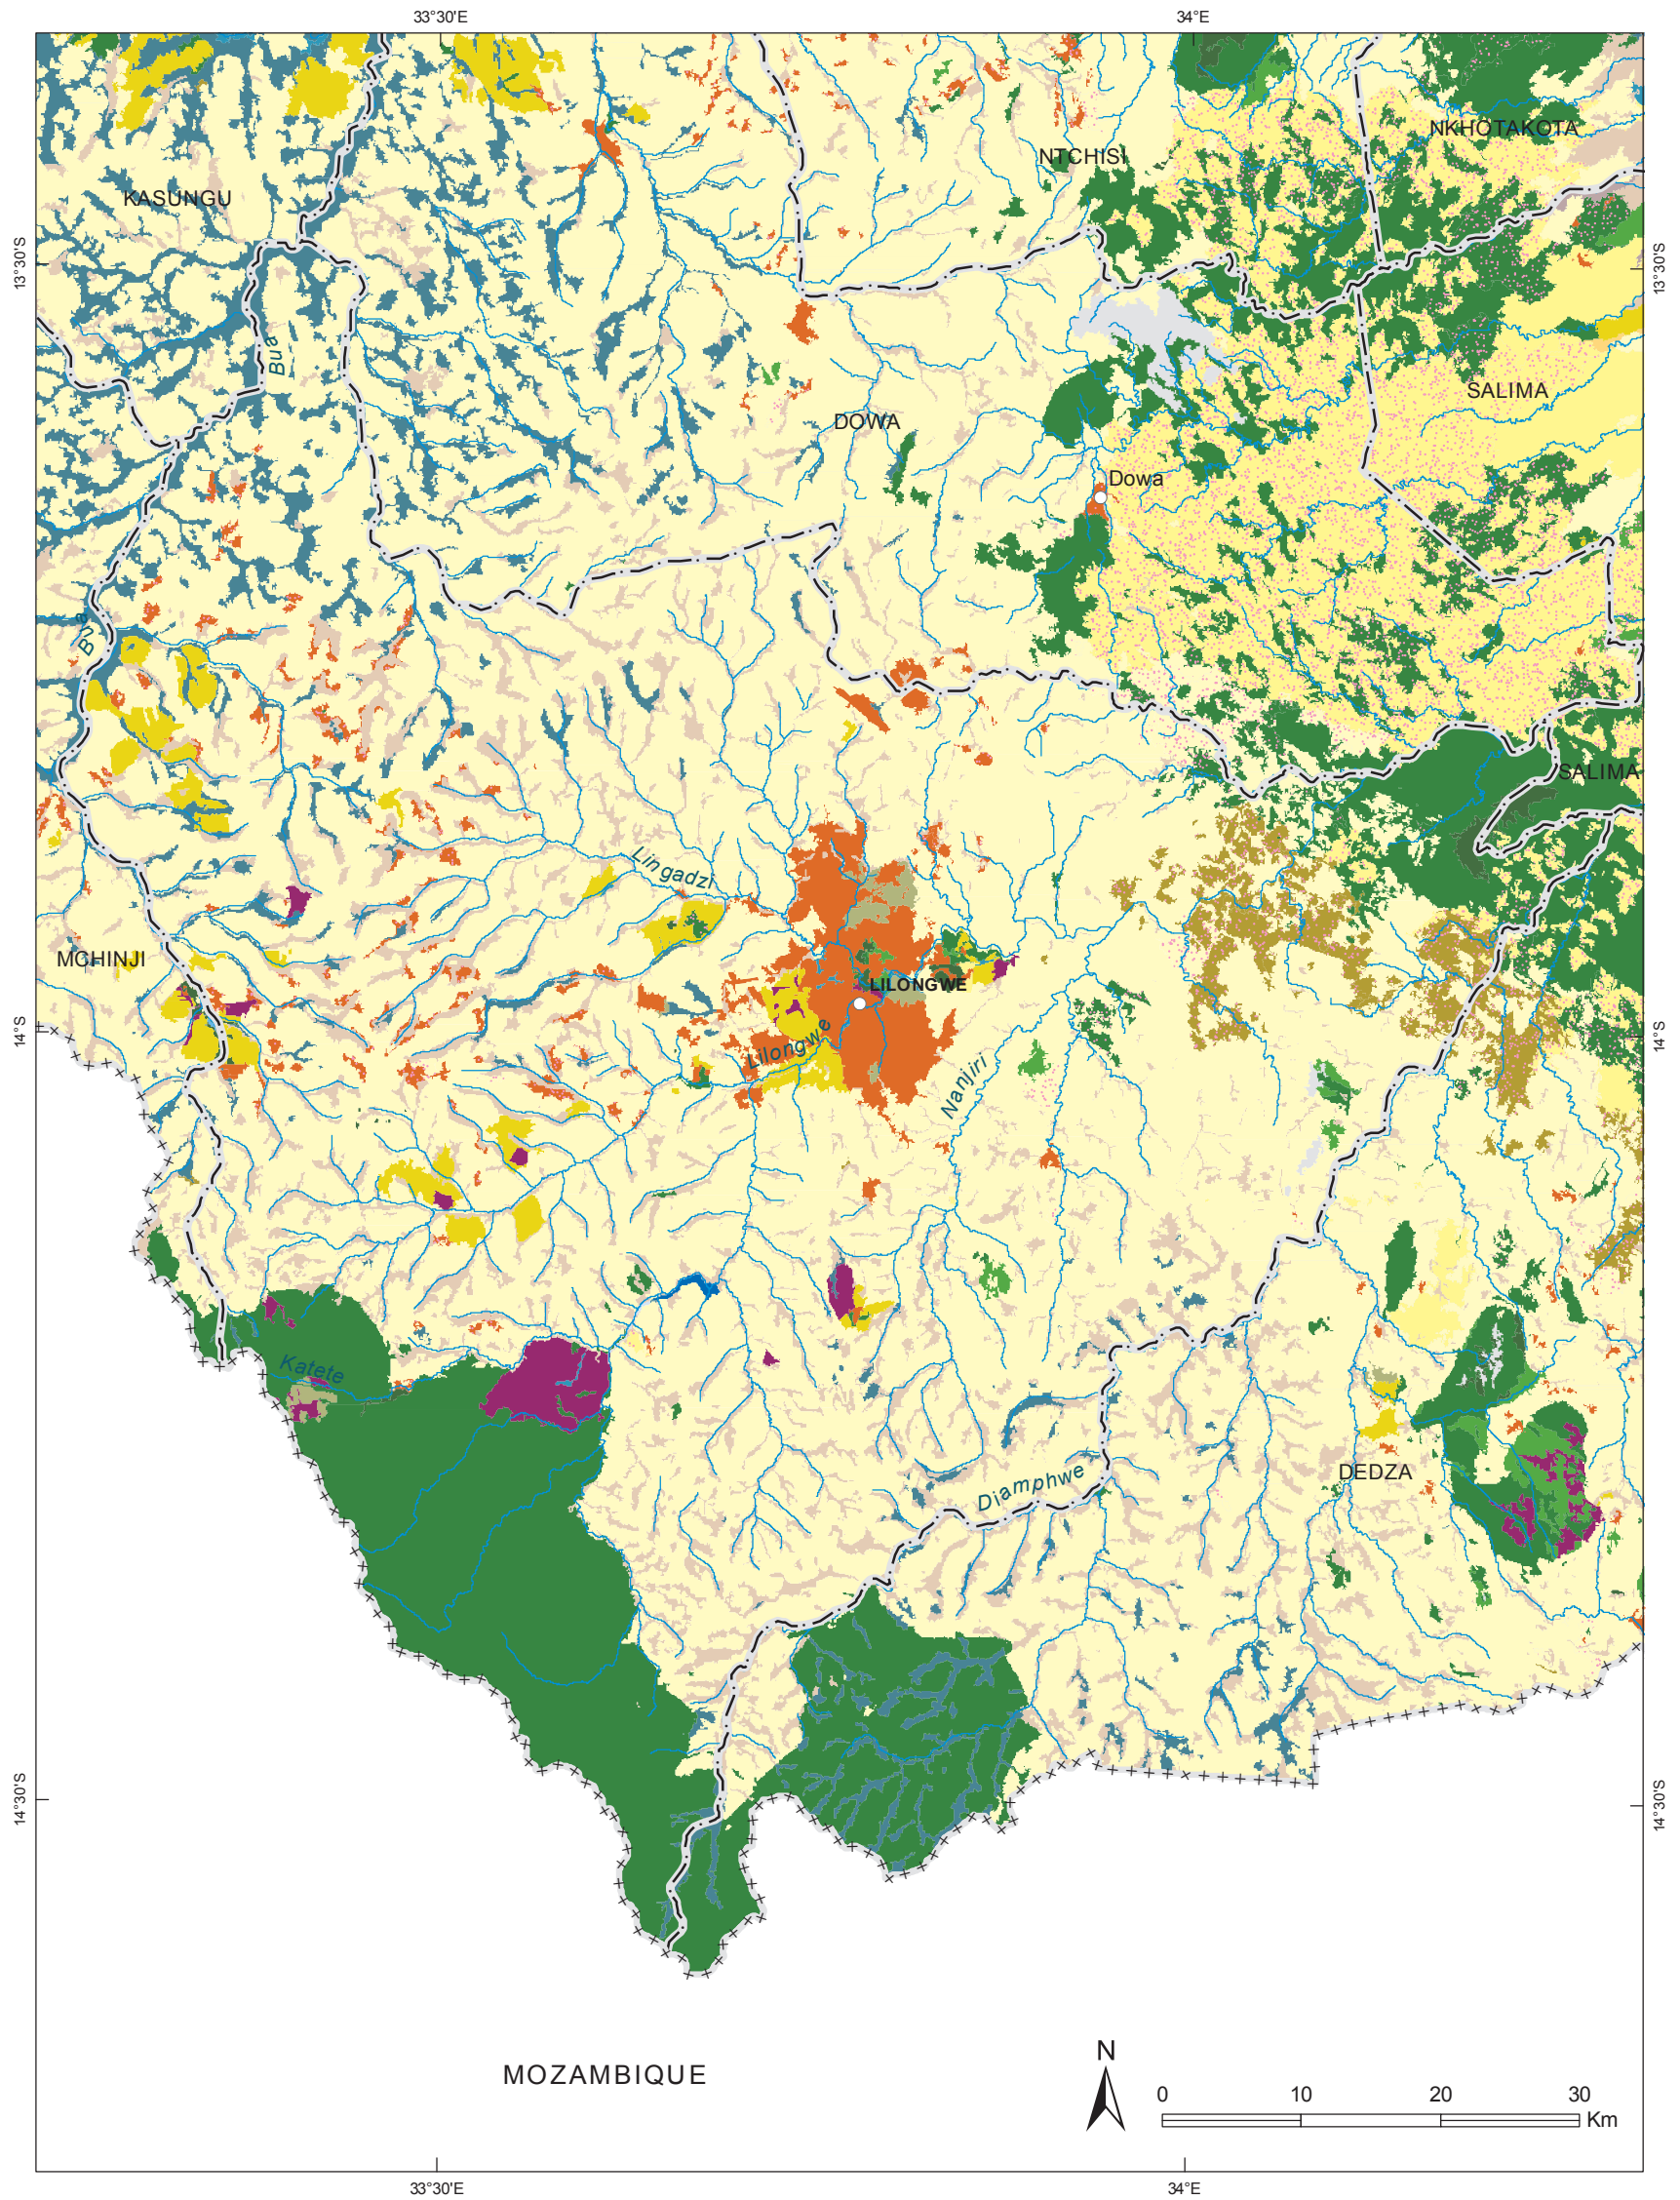 33°30'E
34°E
NKHOTAKOTA
NTCHISI
KASUNGU
13°30'S
13°30'S
Bua
SALIMA
DOWA
Dowa
Bua
SALIMA
Lingadzi
MCHINJI
LILONGWE
14°S
14°S
Lilongwe
Nanjiri
Katete
DEDZA
Diamphwe
14°30'S
14°30'S
N
MOZAMBIQUE
0 10 20 30
Km
33°30'E
34°E